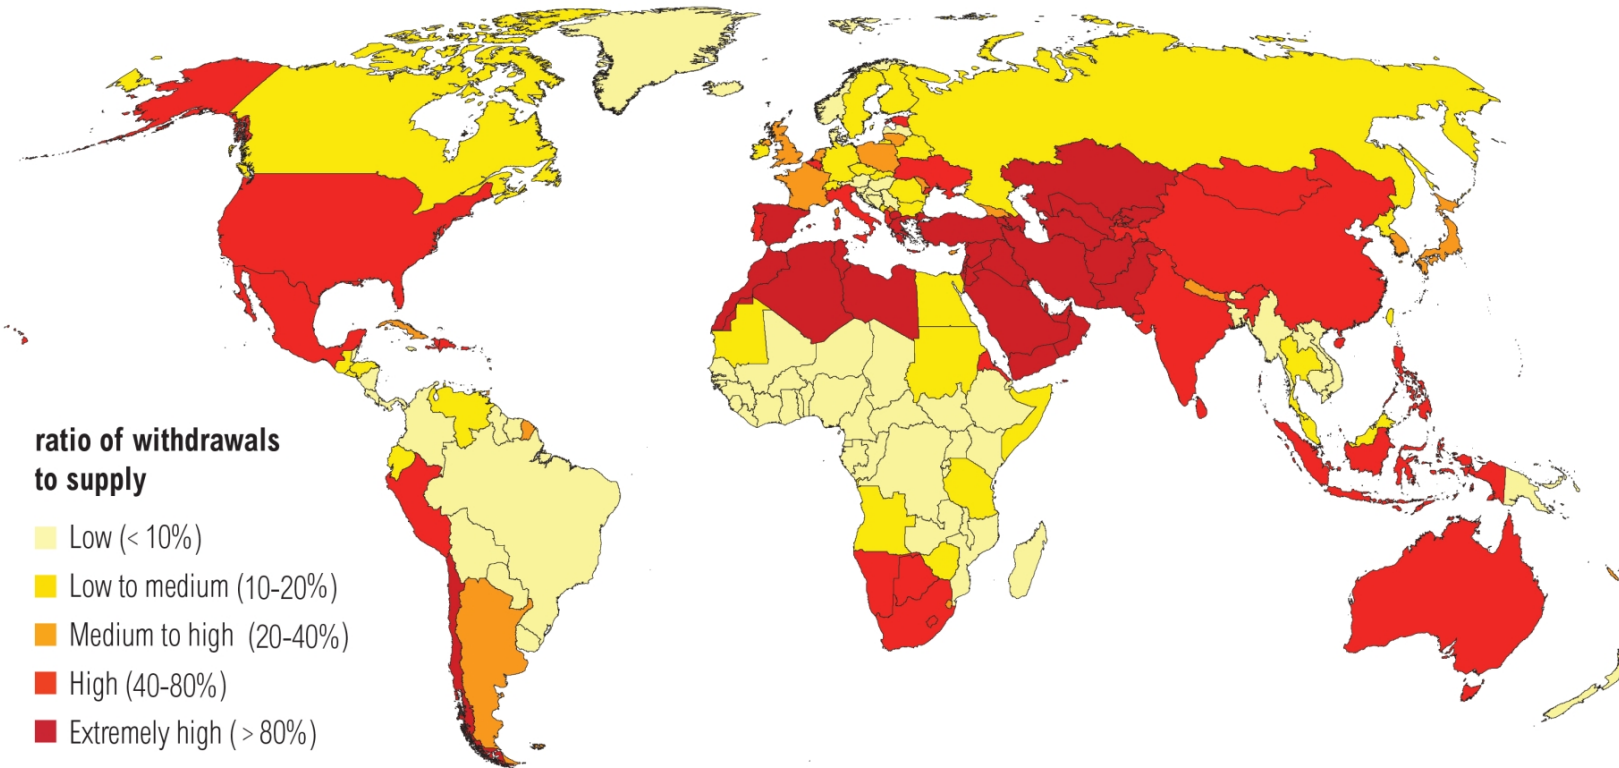 ratio of withdrawals
to supply
Low (< 10%)
Low to medium (10-20%)
Medium to high (20-40%)
High (40-80%)
Extremely high ( > 80%)